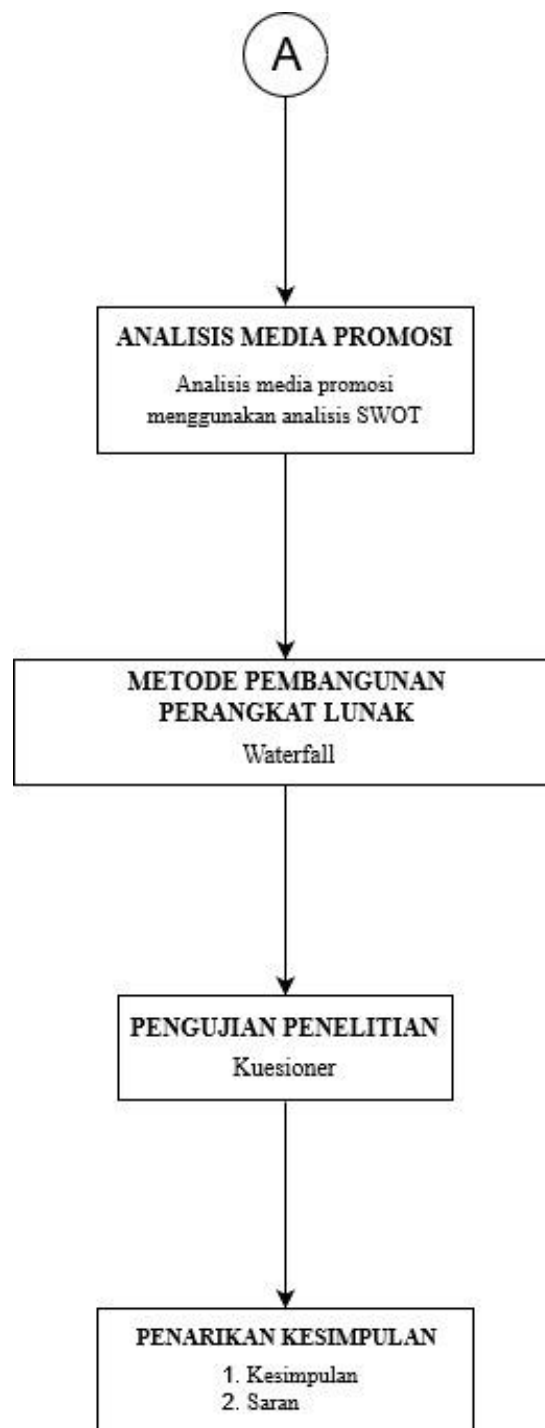 A
ANALISIS MEDIA PROMOSI
Analisis media promosi
menggunakan analisis SWOT
METODE PEMBANGUNAN
PERANGKAT LUNAK
Waterfall
PENGUJIAN PENELITIAN
Kuesioner
PENARIKAN KESIMPULAN
1. Kesimpulan
2. Saran